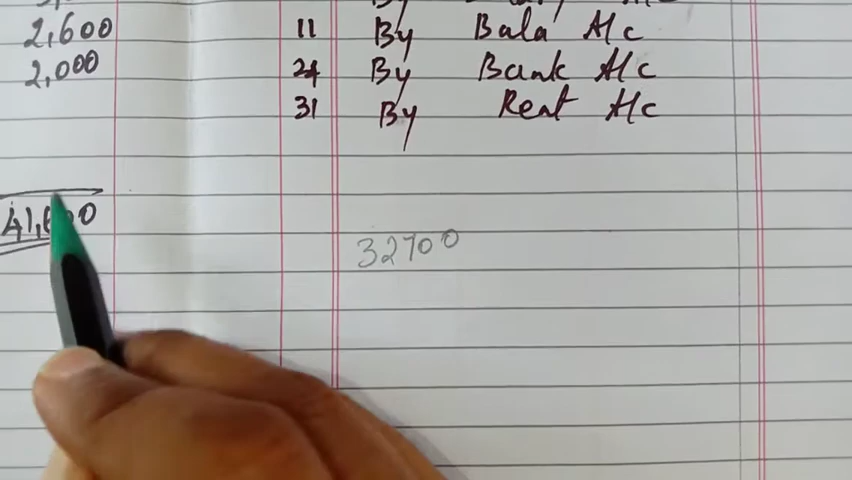 2,600 11 By Bala A/c
2,000 24 By Bank A/c
31 By Rent A/c
32700